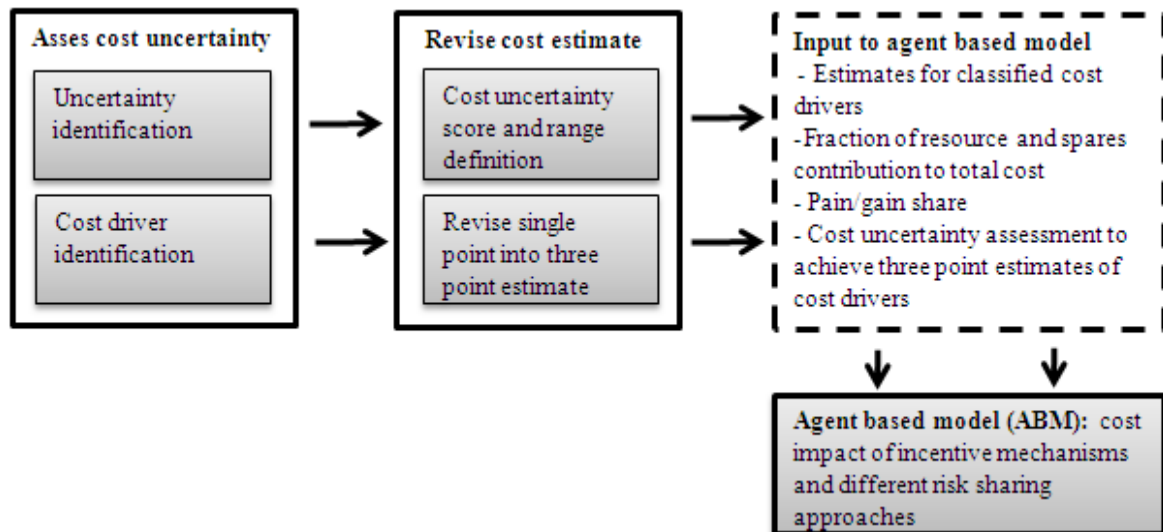 Asses cost uncertainty
Uncertainty
identification
Cost driver
identification
Revise cost estimate
Cost uncertainty
score and range
definition
Revise single
point into three
point estimate
Input to agent based model
- Estimates for classified cost
drivers
-Fraction of resource and spares
contribution to total cost
- Pain/gain share
- Cost uncertainty assessment to
achieve three point estimates of
cost drivers
Agent based model (ABM): cost
impact of incentive mechanisms
and different risk sharing
approaches